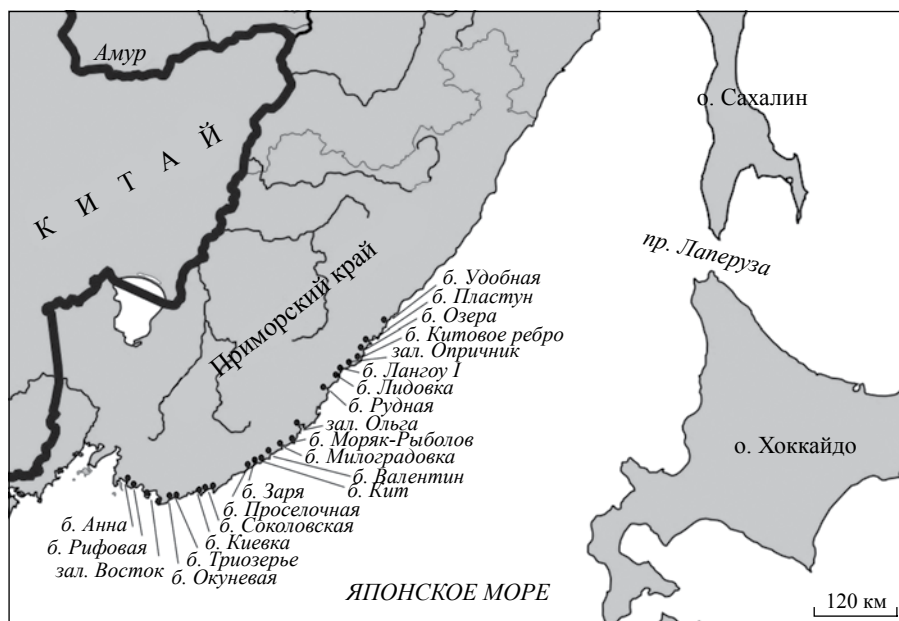 Амур
о. Сахалин
КИТАЙ
пр. Лаперуза
Приморский край
б. Удобная
б. Пластун
б. Озера
б. Китовое ребро
зал. Опричник
б. Лангоу I
б. Лидовка
б. Рудная
зал. Ольга
б. Моряк-Рыболов
б. Милоградовка
б. Валентин
б. Кит
о. Хоккайдо
б. Заря
б. Проселочная
б. Соколовская
б. Киевка
б. Триозерье
б. Окуневая
б. Анна
б. Рифовая
зал. Восток
ЯПОНСКОЕ МОРЕ
120 км